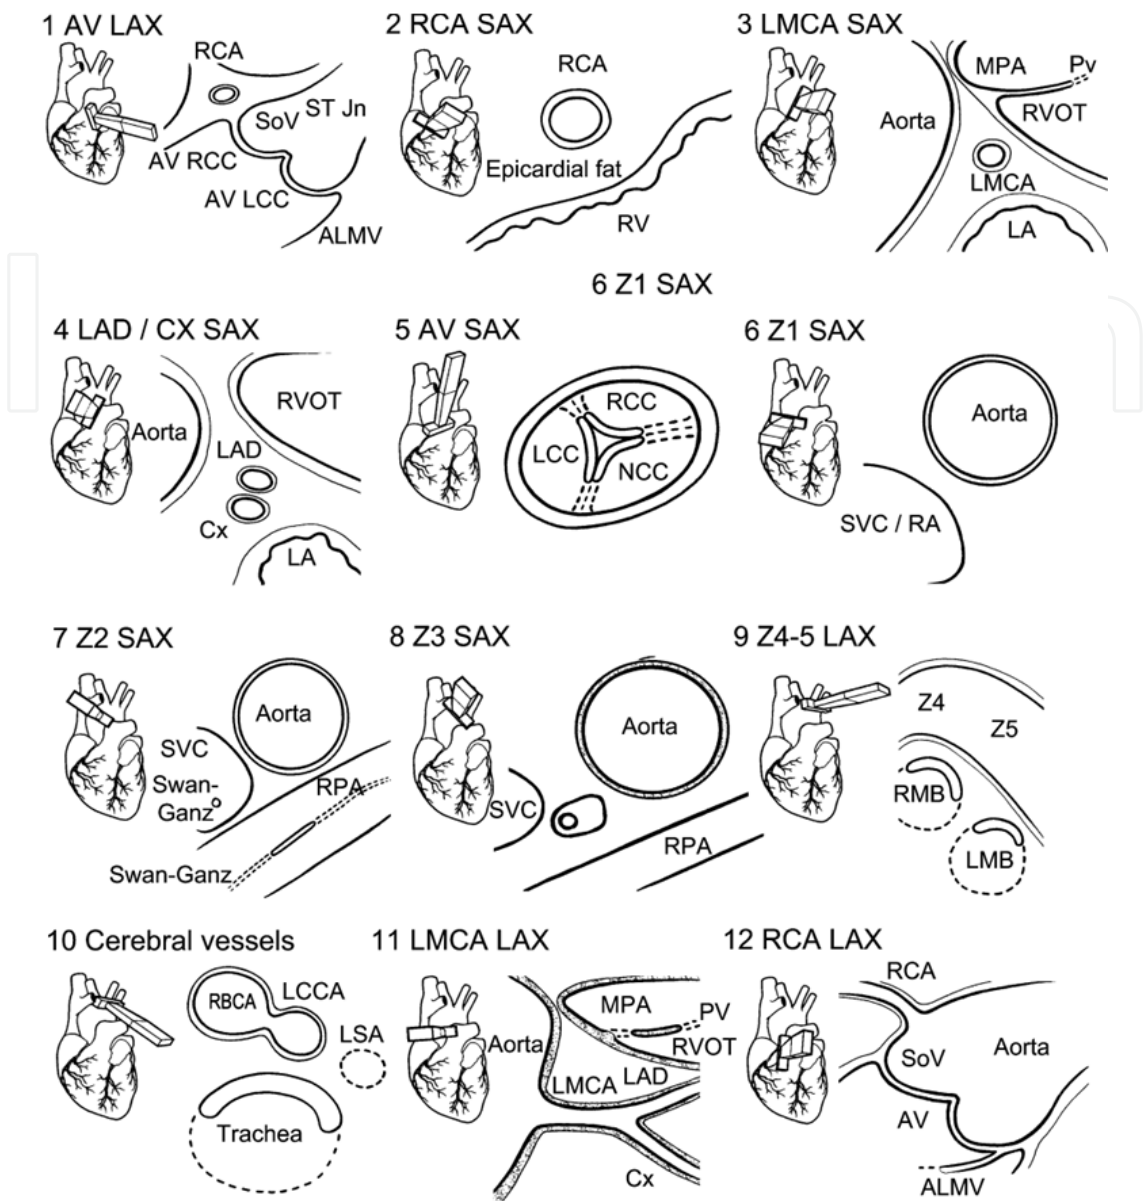 1 AV LAX
RCA
SoV
ST Jn
AV RCC
AV LCC
ALMV
2 RCA SAX
RCA
Epicardial fat
RV
3 LMCA SAX
MPA
Pv
Aorta
RVOT
LMCA
LA
6 Z1 SAX
4 LAD / CX SAX
Aorta
RVOT
LAD
Cx
LA
5 AV SAX
RCC
LCC
NCC
6 Z1 SAX
Aorta
SVC / RA
7 Z2 SAX
Aorta
SVC
Swan-
Ganz
RPA
Swan-Ganz
8 Z3 SAX
Aorta
SVC
RPA
9 Z4-5 LAX
Z4
Z5
RMB
LMB
10 Cerebral vessels
RBCA
LCCA
LSA
Trachea
11 LMCA LAX
MPA
PV
Aorta
RVOT
LMCA
LAD
Cx
12 RCA LAX
RCA
SoV
Aorta
AV
ALMV